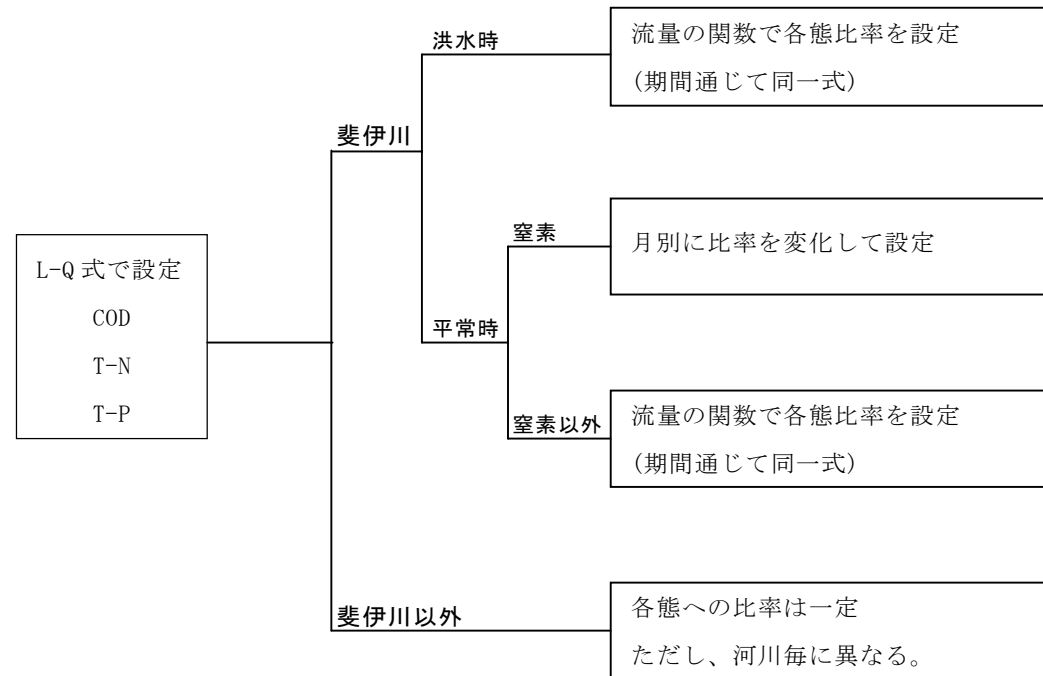 洪水時
流量の関数で各態比率を設定
(期間通じて同一式)
斐伊川
窒素
月別に比率を変化して設定
L-Q式で設定
COD
T-N
T-P
平常時
窒素以外
流量の関数で各態比率を設定
(期間通じて同一式)
斐伊川以外
各態への比率は一定
ただし、河川毎に異なる。